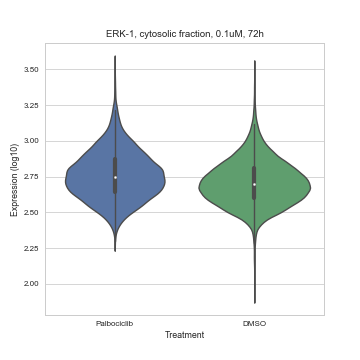 ERK-1, cytosolic fraction, 0.1uM, 72h
3.50
3.25
3.00
2.75
2.50
2.25
2.00
Expression (log10)
Palbociclib DMSO
Treatment